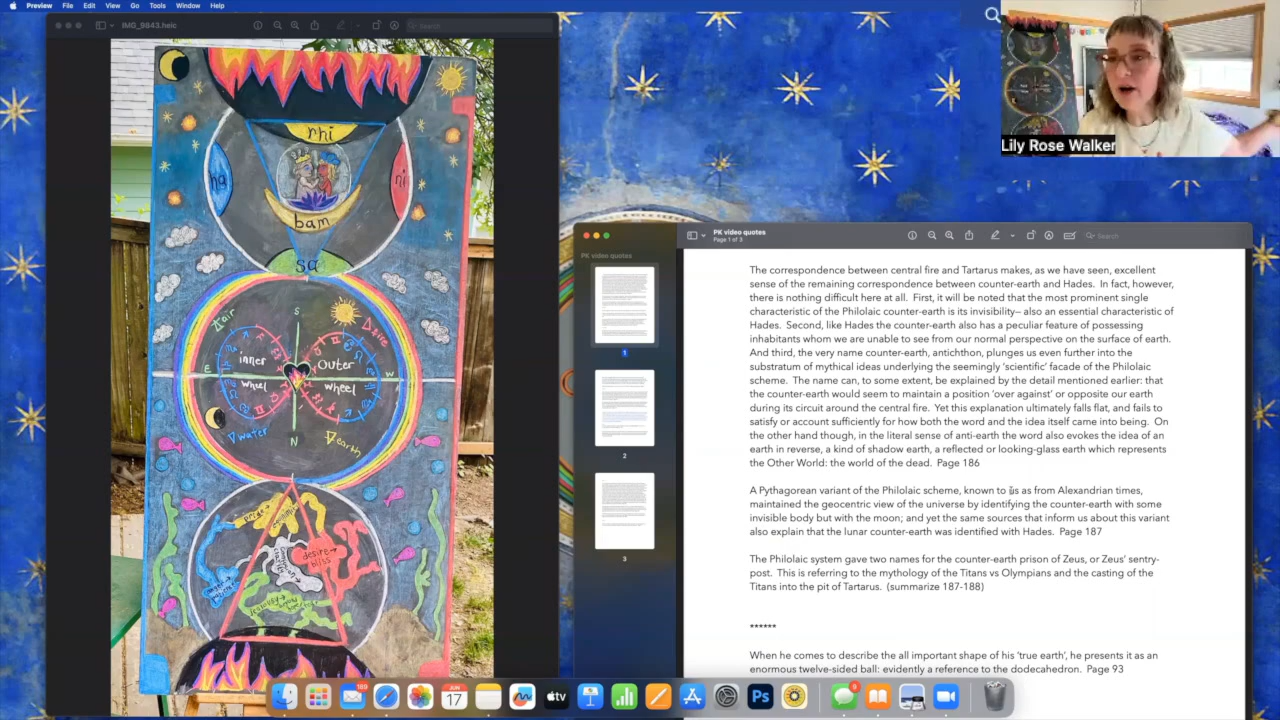 Preview File Edit View Go Tools Window Help
IMG_9843.heic
Search
rhi
ng
ni
bam
sa
air
S
inner
Outer
E
wheel
wheel
water
N
desire
bliss
Lily Rose Walker
PK video quotes
Page 1 of 3
Search
PK video quotes
1
2
3
The correspondence between central fire and Tartarus makes, as we have seen, excellent
sense of the remaining correspondence between counter-earth and Hades. In fact, however,
there is nothing difficult here at all. First, it will be noted that the most prominent single
characteristic of the Philolaic counter-earth is its invisibility– also an essential characteristic of
Hades. Second, like Hades the counter-earth also has a peculiar feature of possessing
inhabitants whom we are unable to see from our normal perspective on the surface of earth.
And third, the very name counter-earth, antichthon, plunges us even further into the
substratum of mythical ideas underlying the seemingly 'scientific' facade of the Philolaic
scheme. The name can, to some extent, be explained by the detail mentioned earlier: that
the counter-earth would seem to maintain a position 'over against' or opposite our earth
during its circuit around the central fire. Yet this explanation ultimately falls flat, and fails to
satisfy or account sufficiently for how both the word and the idea itself came into being. On
the other hand though, in the literal sense of anti-earth the word also evokes the idea of an
earth in reverse, a kind of shadow earth, a reflected or looking-glass earth which represents
the Other World: the world of the dead. Page 186
A Pythagorean variant of the Philolaic scheme, known to us as from Alexandrian times,
maintained the geocentric view of the universe by identifying the counter-earth with some
invisible body but with the moon; and yet the same sources that inform us about this variant
also explain that the lunar counter-earth was identified with Hades. Page 187
The Philolaic system gave two names for the counter-earth prison of Zeus, or Zeus' sentry-
post. This is referring to the mythology of the Titans vs Olympians and the casting of the
Titans into the pit of Tartarus. (summarize 187-188)
******
When he comes to describe the all important shape of his 'true earth', he presents it as an
enormous twelve-sided ball: evidently a reference to the dodecahedron. Page 93
JUN
17
tv
Ps